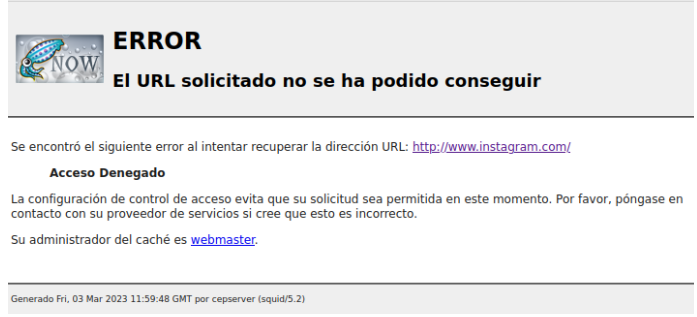 NOW
ERROR
El URL solicitado no se ha podido conseguir
Se encontró el siguiente error al intentar recuperar la dirección URL: http://www.instagram.com/
Acceso Denegado
La configuración de control de acceso evita que su solicitud sea permitida en este momento. Por favor, póngase en
contacto con su proveedor de servicios si cree que esto es incorrecto.
Su administrador del caché es webmaster.
Generado Fri, 03 Mar 2023 11:59:48 GMT por cepserver (squid/5.2)